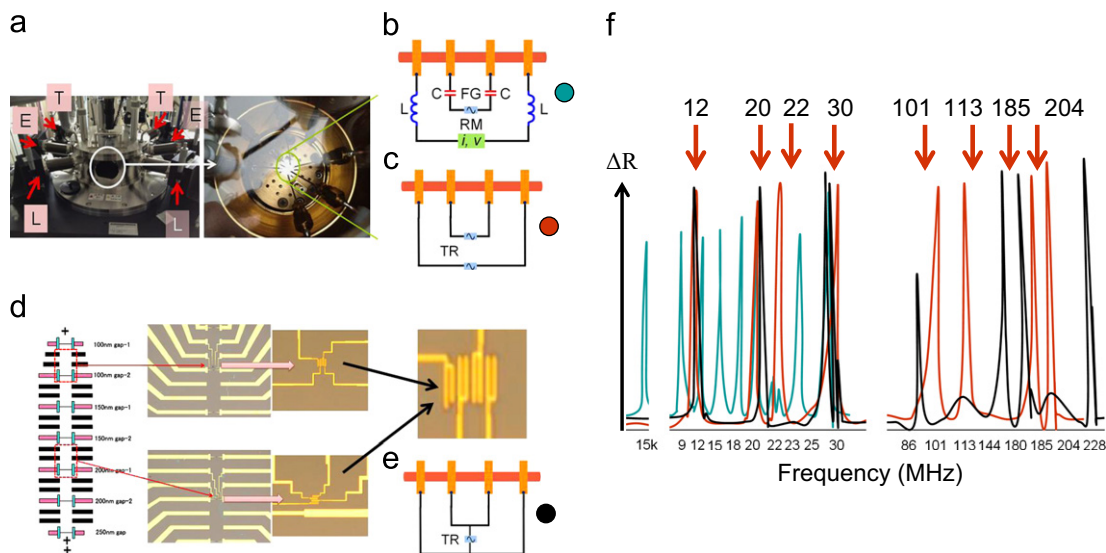 a
T
T
E
E
L
L
b
C
FG
C
L
RM
L
i, v
c
TR
d
+
100nm gap-1
100nm gap-2
150nm gap-1
150nm gap-2
200nm gap-1
200nm gap-2
250nm gap
+
+
e
TR
f
12
20
22
30
101
113
185
204
ΔR
15k
9
12
15
18
20
22
23
25
30
86
101
113
144
180
185
204
228
Frequency (MHz)